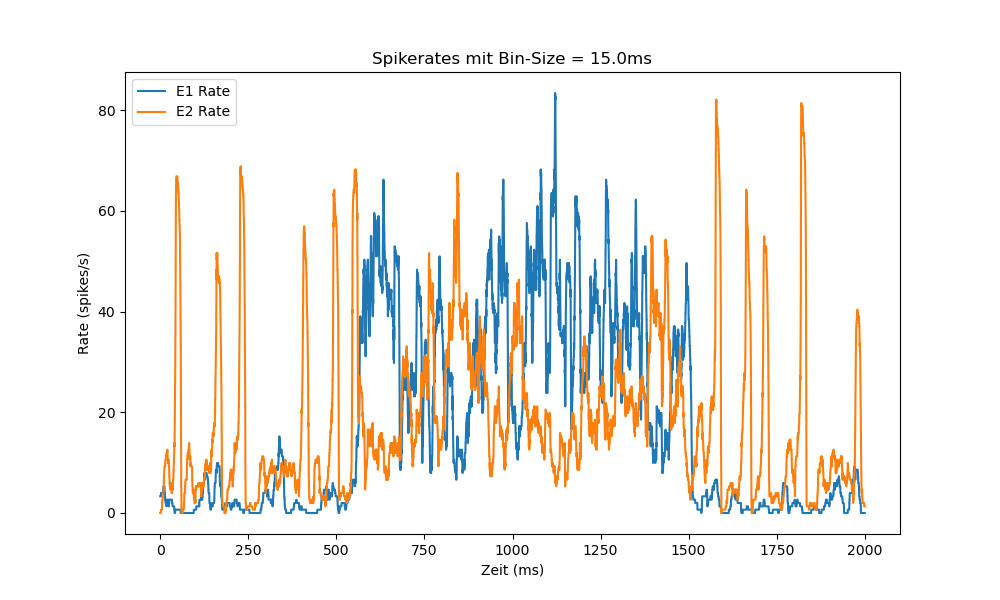 Spikerates mit Bin-Size = 15.0ms
E1 Rate
E2 Rate
Rate (spikes/s)
80
60
40
20
0
0 250 500 750 1000 1250 1500 1750 2000
Zeit (ms)